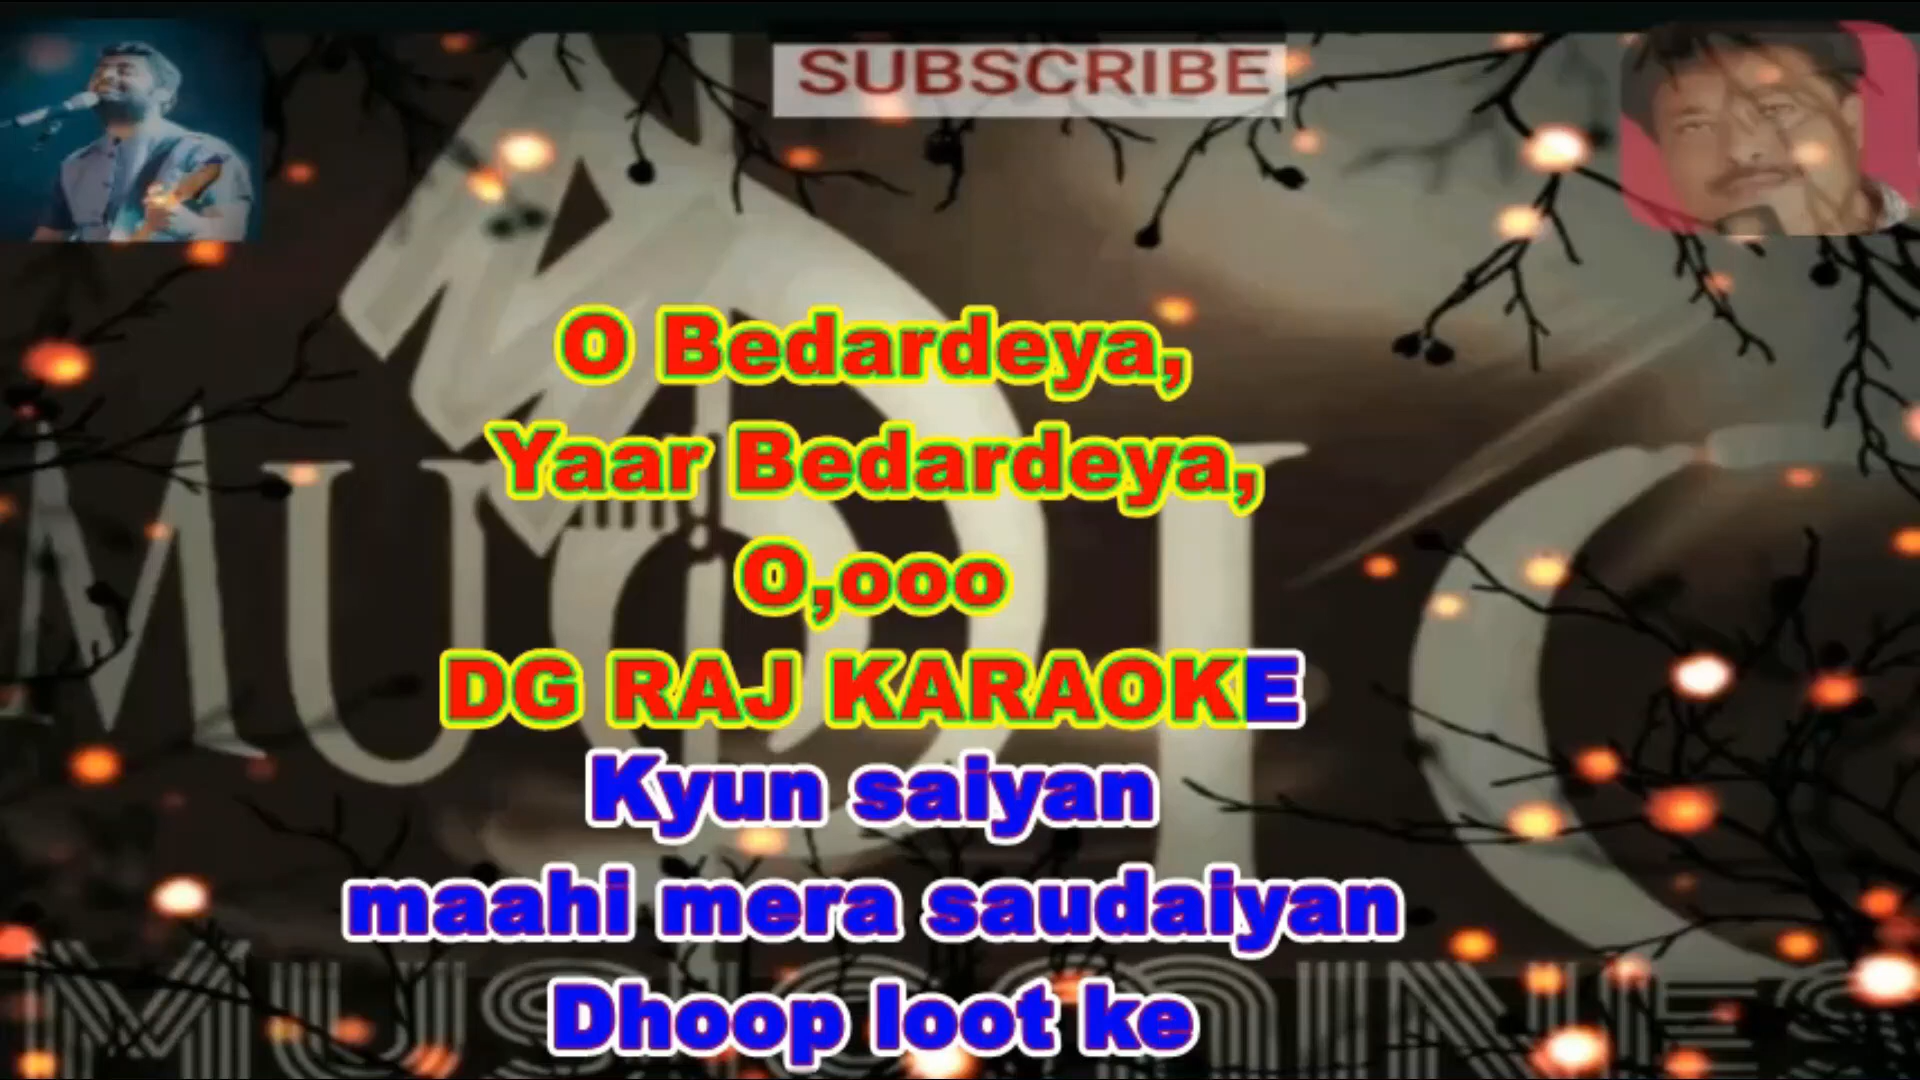 SUBSCRIBE
O Bedardeya,
Yaar Bedardeya,
O,ooo
DG RAJ KARAOKE
Kyun saiyan
maahi mera saudaiyan
Dhoop loot ke